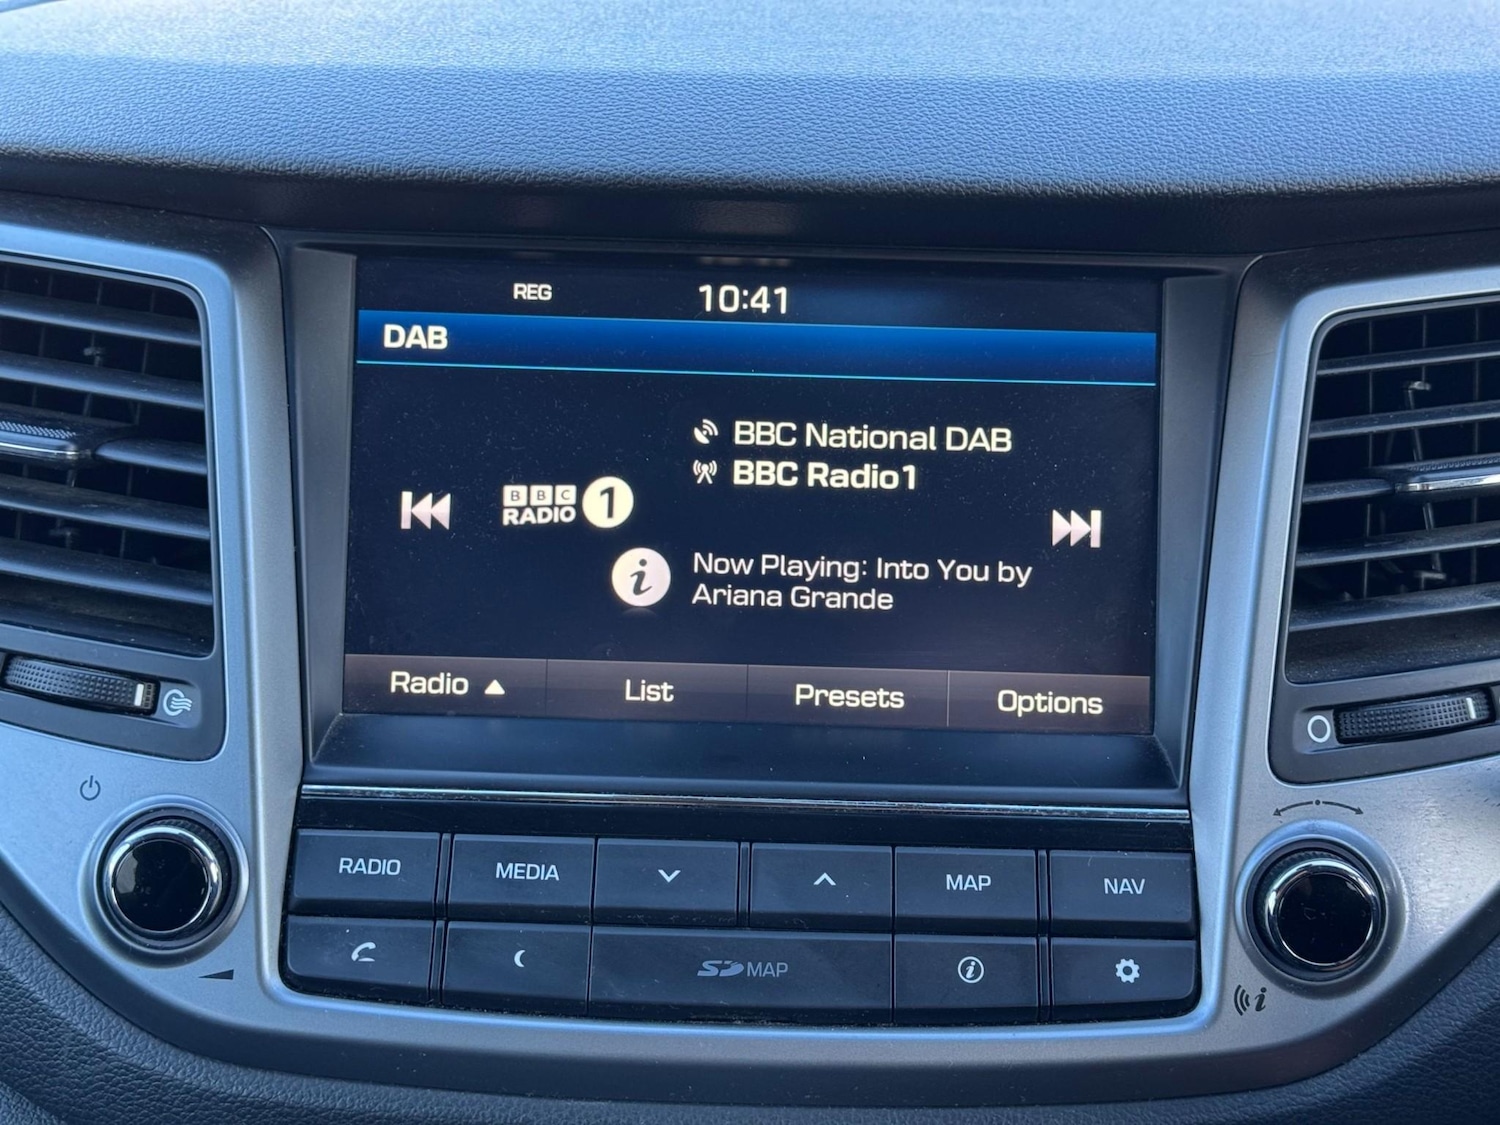 REG
10:41
DAB
BBC National DAB
BBC Radio1
BBC
RADIO 1
Now Playing: Into You by
Ariana Grande
Radio
List
Presets
Options
RADIO
MEDIA
MAP
NAV
SD MAP
i
i